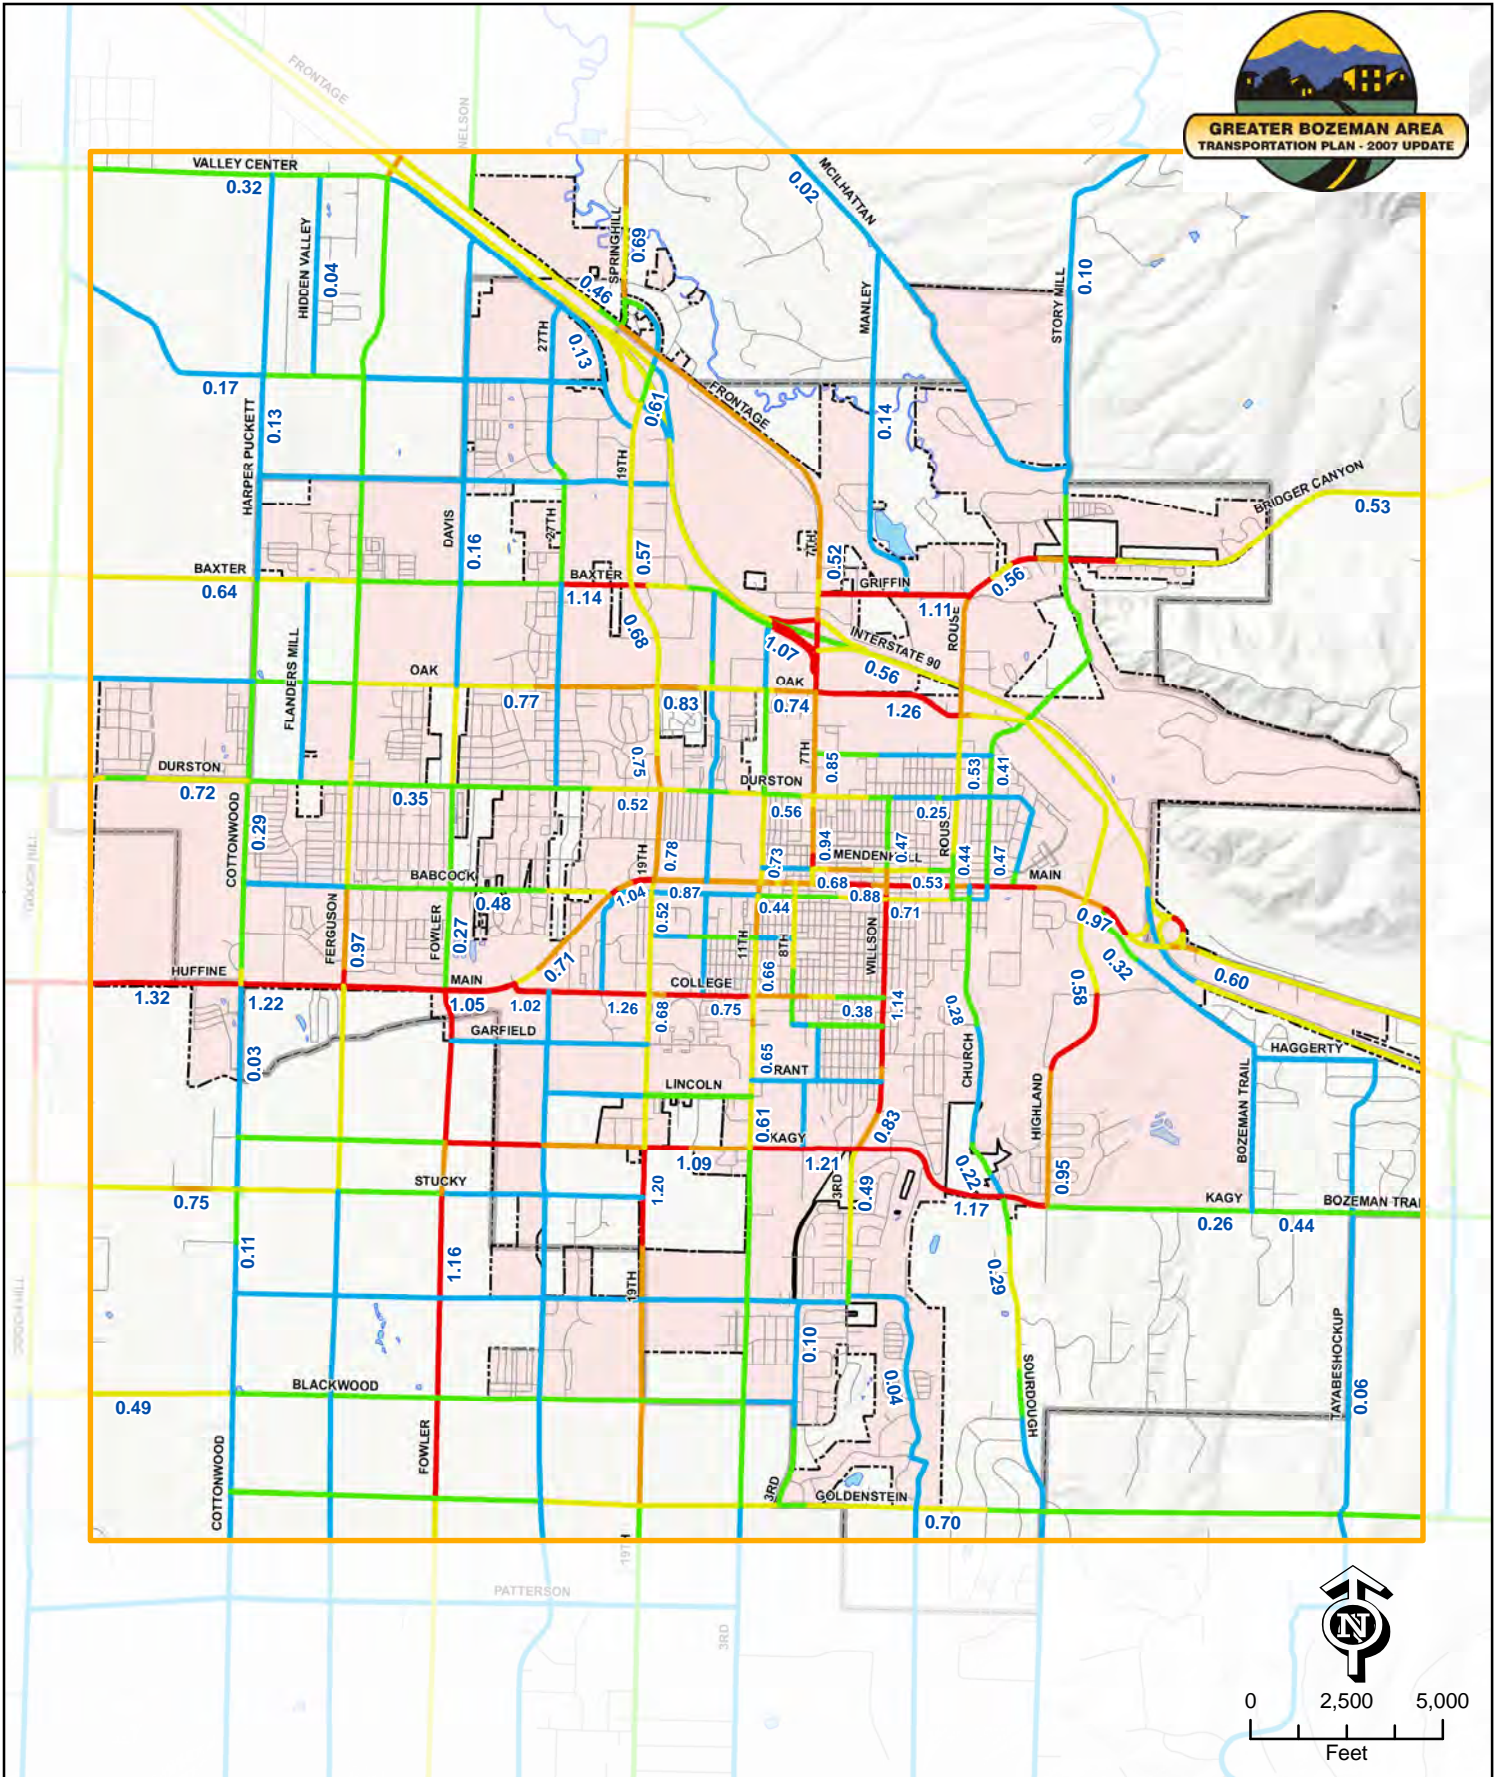 GREATER BOZEMAN AREA
TRANSPORTATION PLAN - 2007 UPDATE
FRONTAGE
NELSON
VALLEY CENTER
0.32
HIDDEN VALLEY
0.04
SPRINGHILL
0.69
0.46
0.02
MCILHATTAN
MANLEY
0.14
STORY MILL
0.10
27TH
0.13
0.17
HARPER PUCKETT
0.13
FRONTAGE
0.61
19TH
DAVIS
0.16
27TH
0.57
7TH
0.52
BRIDGER CANYON
0.53
BAXTER
0.64
BAXTER
1.14
GRIFFIN
1.11
0.56
ROUSE
FLANDERS MILL
0.68
1.07
INTERSTATE 90
0.56
OAK
0.77
0.83
OAK
0.74
1.26
DURSTON
0.72
0.35
0.75
0.52
DURSTON
0.56
7TH
0.85
0.53
0.41
0.25
COTTONWOOD
0.29
19TH
0.78
0.73
0.94
MENDENHALL
0.47
0.44
0.47
BABCOCK
0.48
1.04
0.87
0.68
0.53
MAIN
0.44
0.88
0.71
0.52
FERGUSON
0.97
FOWLER
0.27
0.71
11TH
8TH
WILLSON
0.97
0.32
0.60
HUFFINE
1.32
1.22
MAIN
1.05
1.02
COLLEGE
1.26
0.68
0.75
0.66
0.38
1.14
0.28
0.58
GARFIELD
0.03
0.65
CHURCH
HAGGERTY
LINCOLN
0.61
HIGHLAND
BOZEMAN TRAIL
KAGY
0.83
1.09
1.21
STUCKY
0.75
1.20
3RD
0.49
0.22
1.17
0.95
KAGY
0.26
0.44
0.11
1.16
19TH
0.29
0.10
0.04
SOURDOUGH
TAYABESHOCKUP
0.06
BLACKWOOD
0.49
COTTONWOOD
FOWLER
3RD
GOLDENSTEIN
0.70
19TH
PATTERSON
3RD
N
0 2,500 5,000
Feet